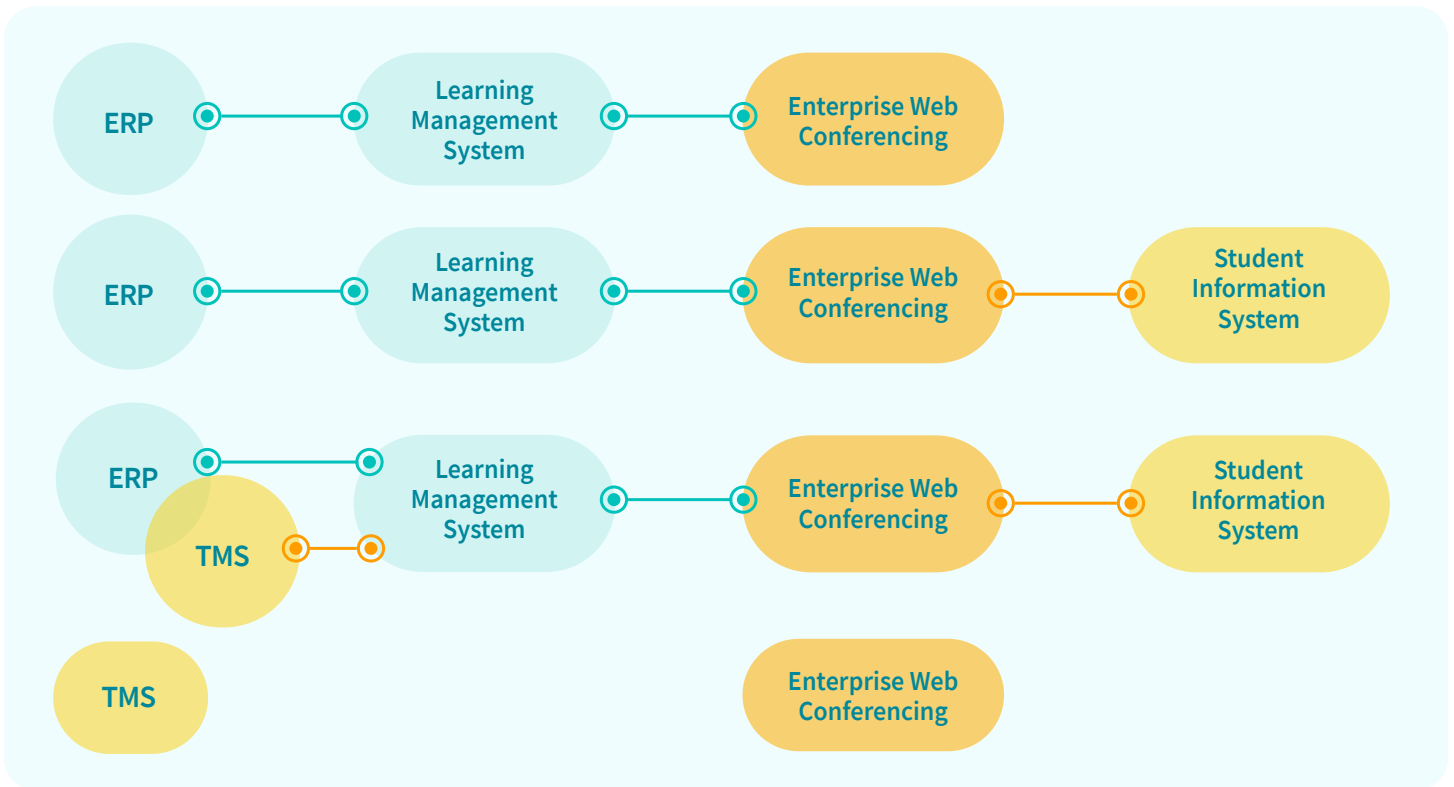 ERP
Learning
Management
System
Enterprise Web
Conferencing
ERP
Learning
Management
System
Enterprise Web
Conferencing
Student
Information
System
ERP
TMS
Learning
Management
System
Enterprise Web
Conferencing
Student
Information
System
TMS
Enterprise Web
Conferencing